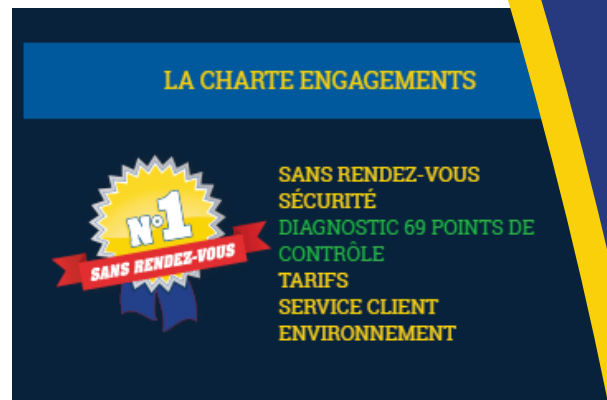 LA CHARTE ENGAGEMENTS
N°1
SANS RENDEZ-VOUS
SANS RENDEZ-VOUS
SÉCURITÉ
DIAGNOSTIC 69 POINTS DE
CONTRÔLE
TARIFS
SERVICE CLIENT
ENVIRONNEMENT